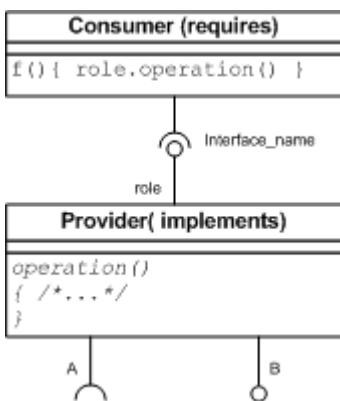 Consumer (requires)
f(){ role.operation() }
Interface_name
role
Provider( implements)
operation()
{ /*...*/
}
A
B